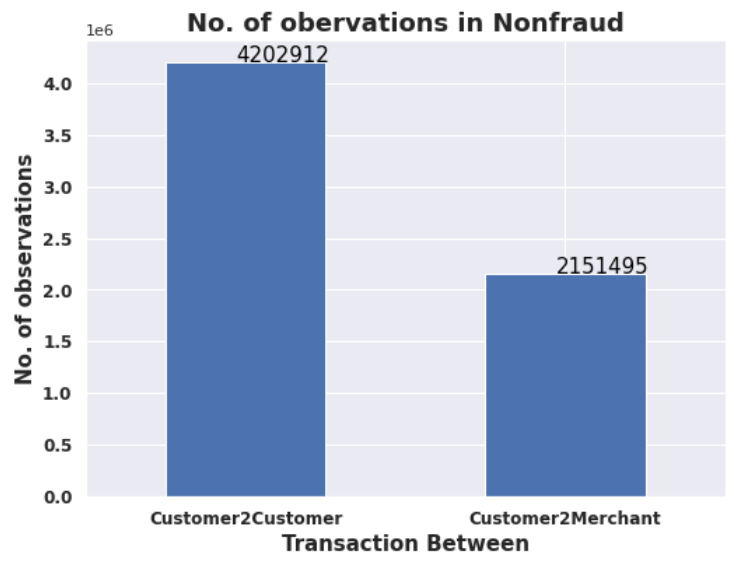 No. of obervations in Nonfraud
1e6
4202912
4.0
3.5
3.0
2.5
2151495
2.0
1.5
1.0
0.5
0.0
No. of observations
Customer2Customer Customer2Merchant
Transaction Between